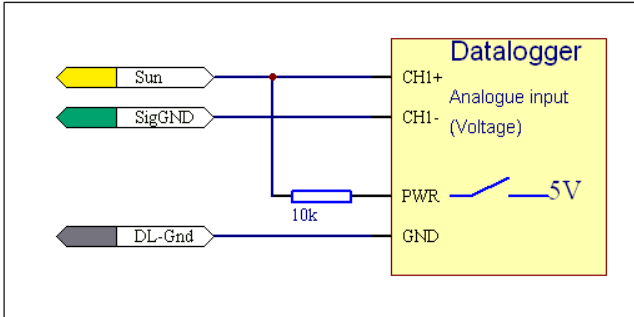 Datalogger
Sun
CH1+
Analogue input
(Voltage)
SigGND
CH1-
PWR
5V
10k
DL-Gnd
GND